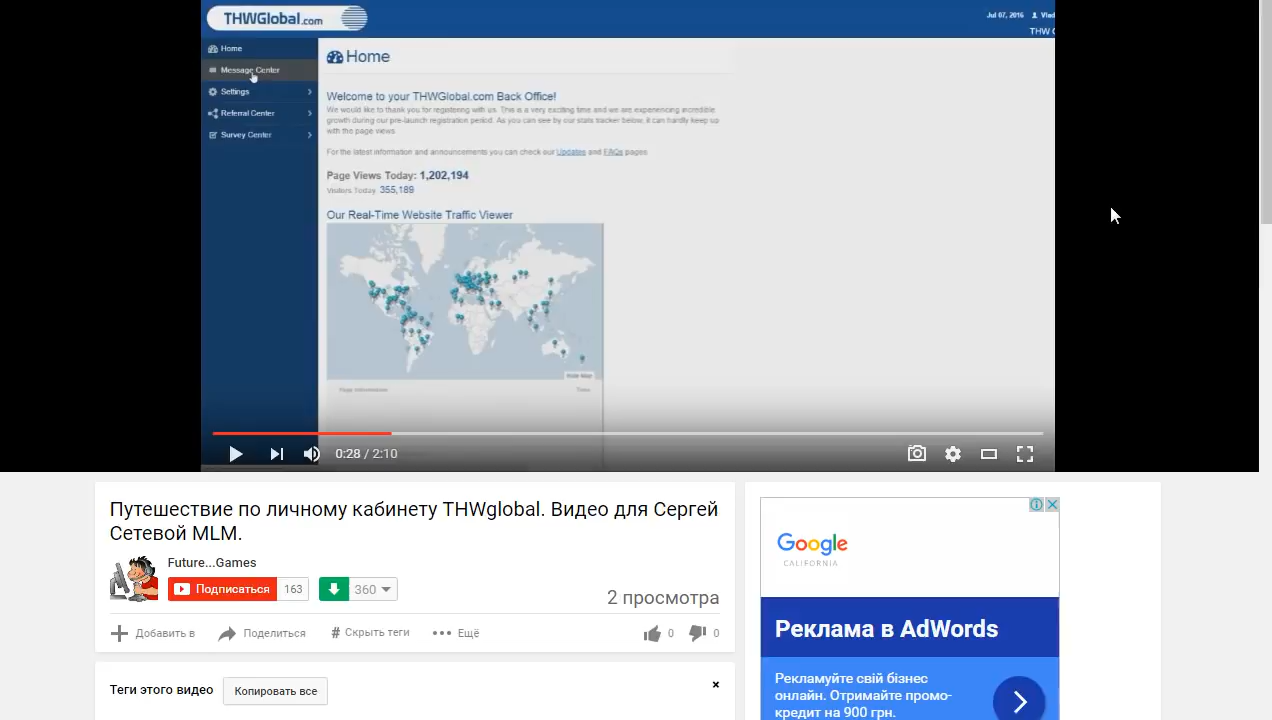 THWGlobal.com
Jul 07, 2016
Vlad
THW
Home
Message Center
Settings
Referral Center
Survey Center
Home
Welcome to your THWGlobal.com Back Office!
We would like to thank you for registering with us. This is a very exciting time and we are experiencing incredible
growth during our pre-launch registration period. As you can see by our stats tracker below, it can hardly keep up
with the page views.
For the latest information and announcements you can check our Updates and FAQs pages
Page Views Today: 1,202,194
Visitors Today: 355,189
Our Real-Time Website Traffic Viewer
Hide Map
Page Information
Time
0:28 / 2:10
Путешествие по личному кабинету THWglobal. Видео для Сергей
Сетевой MLM.
Future...Games
Подписаться 163
360
2 просмотра
Добавить в
Поделиться
# Скрыть теги
Ещё
0
0
Теги этого видео
Копировать все
Google
CALIFORNIA
Реклама в AdWords
Рекламуйте свій бізнес
онлайн. Отримайте промо-
кредит на 900 грн.